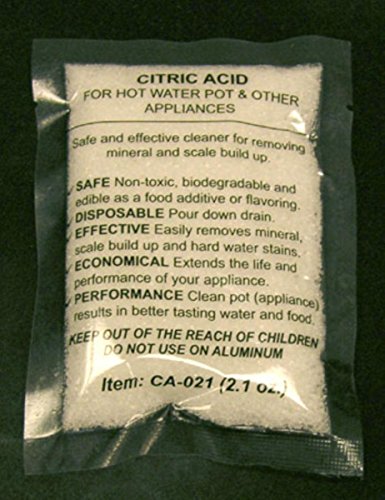 CITRIC ACID
FOR HOT WATER POT & OTHER
APPLIANCES
Safe and effective cleaner for removing
mineral and scale build up.
✓SAFE Non-toxic, biodegradable and
edible as a food additive or flavoring.
✓DISPOSABLE Pour down drain.
✓EFFECTIVE Easily removes mineral,
scale build up and hard water stains.
✓ECONOMICAL Extends the life and
performance of your appliance.
✓PERFORMANCE Clean pot (appliance)
results in better tasting water and food.
KEEP OUT OF THE REACH OF CHILDREN
DO NOT USE ON ALUMINUM
Item: CA-021 (2.1 oz.)